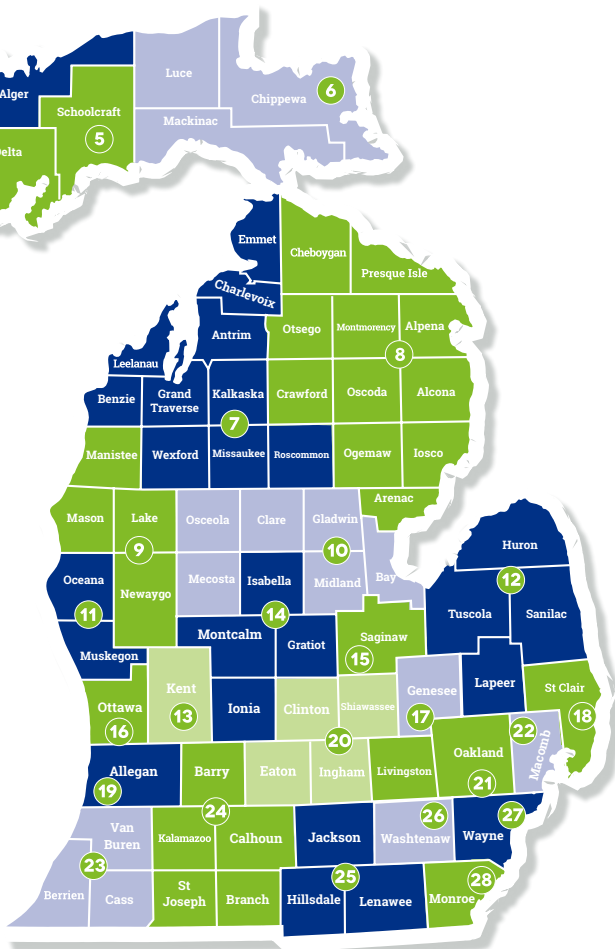 Luce
Alger
Chippewa
6
Schoolcraft
Mackinac
5
elta
Emmet
Cheboygan
Presque Isle
Charlevoix
Antrim
Otsego
Montmorency
Alpena
8
Leelanau
Benzie
Grand
Traverse
Kalkaska
Crawford
Oscoda
Alcona
7
Manistee
Wexford
Missaukee
Roscommon
Ogemaw
Iosco
Arenac
Mason
Lake
Osceola
Clare
Gladwin
9
10
Huron
Oceana
Newaygo
Mecosta
Isabella
Midland
Bay
12
11
14
Tuscola
Sanilac
Muskegon
Montcalm
Gratiot
Saginaw
15
Kent
Genesee
Lapeer
St Clair
Ottawa
13
Ionia
Clinton
Shiawassee
17
18
16
20
22
Macomb
Allegan
Barry
Eaton
Ingham
Livingston
Oakland
19
21
24
26
27
Van
Buren
Kalamazoo
Calhoun
Jackson
Washtenaw
Wayne
23
25
28
Berrien
Cass
St
Joseph
Branch
Hillsdale
Lenawee
Monroe